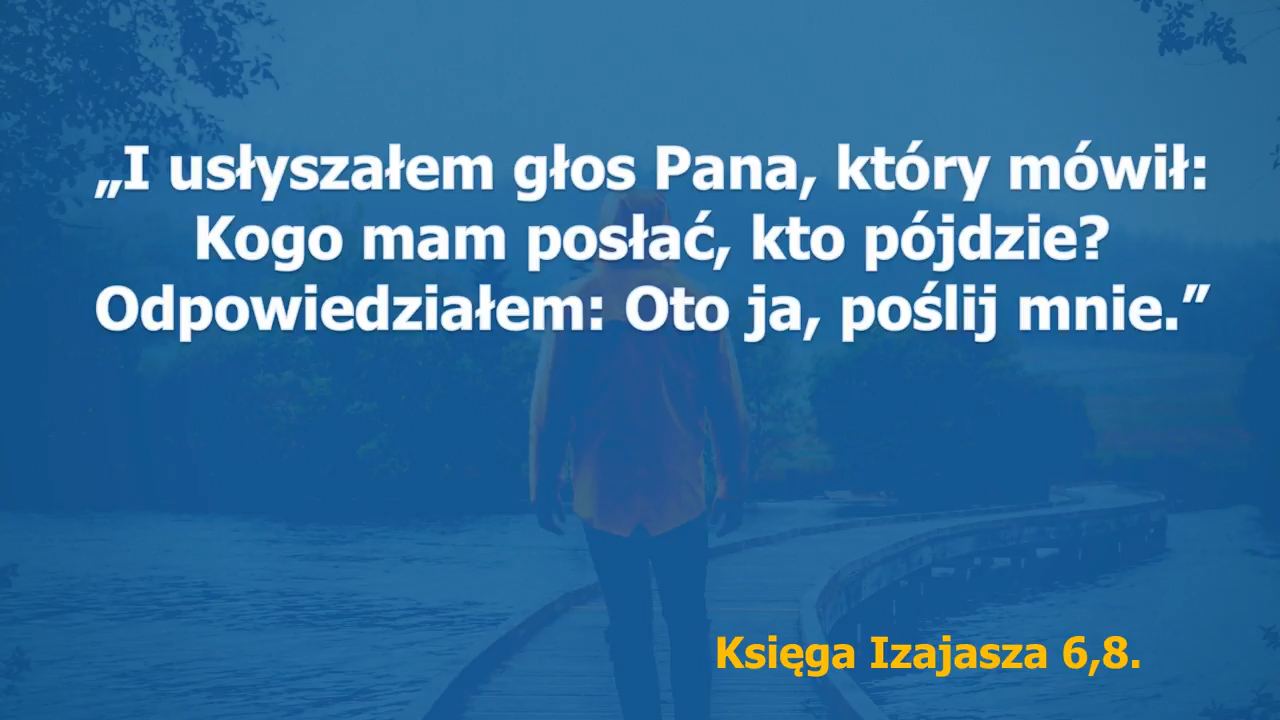 „I usłyszałem głos Pana, który mówił:
Kogo mam posłać, kto pójdzie?
Odpowiedziałem: Oto ja, poślij mnie.”
Księga Izajasza 6,8.